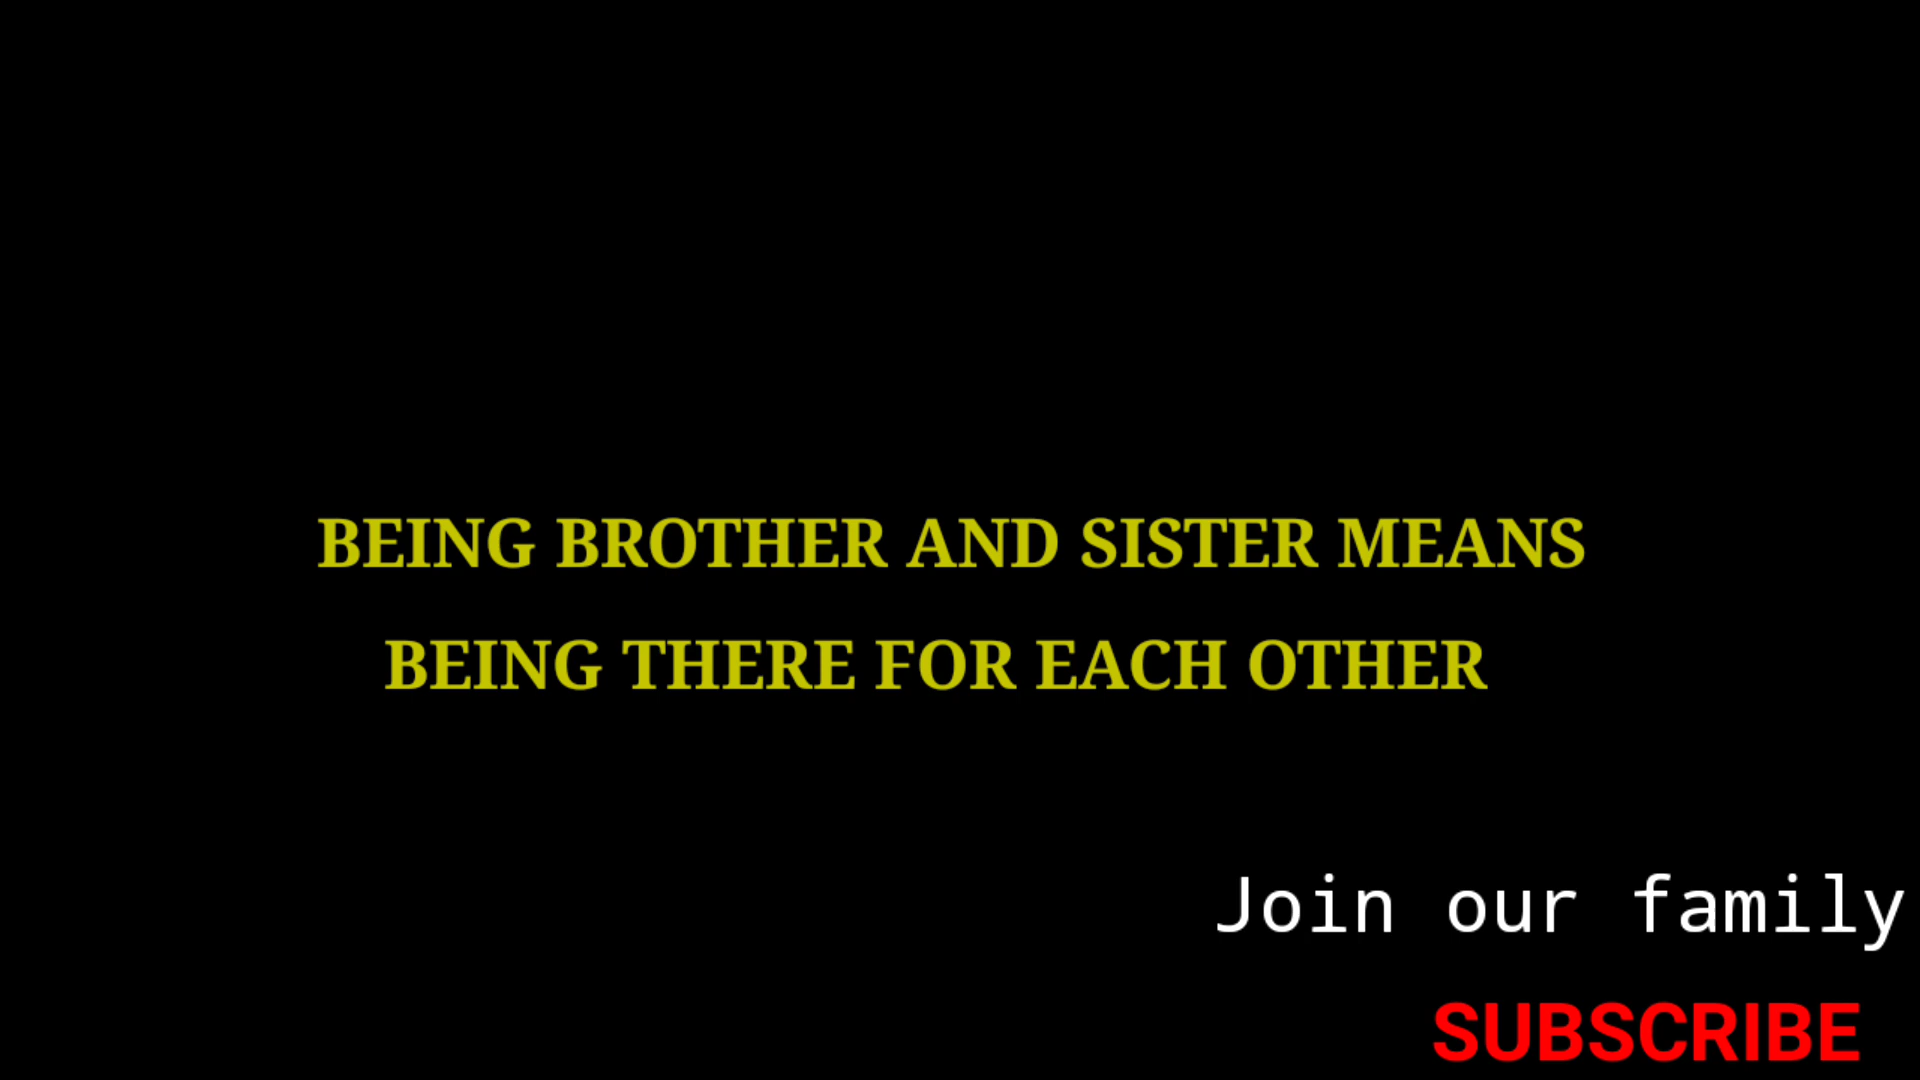 BEING BROTHER AND SISTER MEANS
BEING THERE FOR EACH OTHER
Join our family
SUBSCRIBE